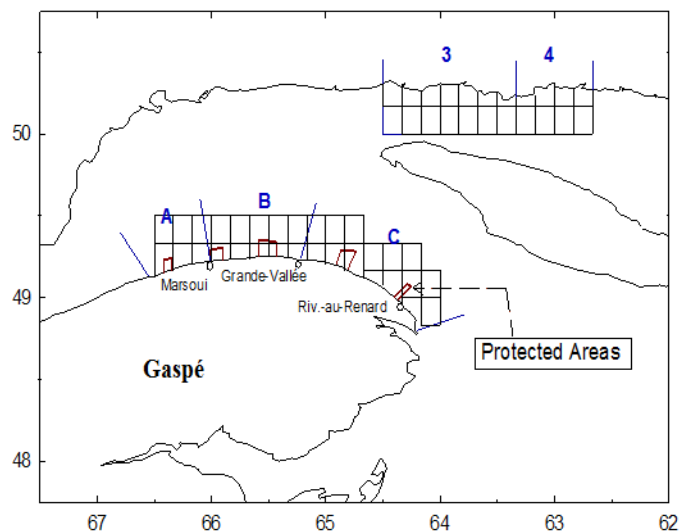 3 4
50
A B
C
49
Marsoui Grande-Vallée
Riv.-au-Renard
Protected Areas
Gaspé
48
67 66 65 64 63 62